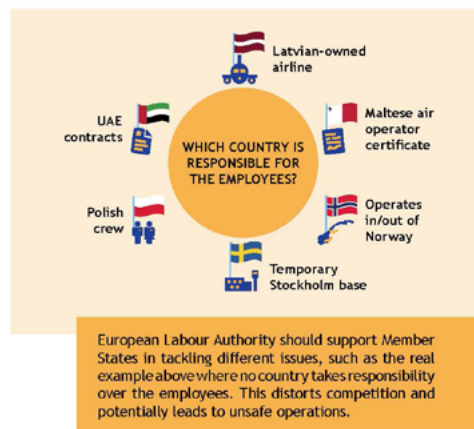 Latvian-owned
airline
UAE
contracts
Maltese air
operator
certificate
WHICH COUNTRY IS
RESPONSIBLE FOR
THE EMPLOYEES?
Polish
crew
Operates
in/out of
Norway
Temporary
Stockholm base
European Labour Authority should support Member
States in tackling different issues, such as the real
example above where no country takes responsibility
over the employees. This distorts competition and
potentially leads to unsafe operations.